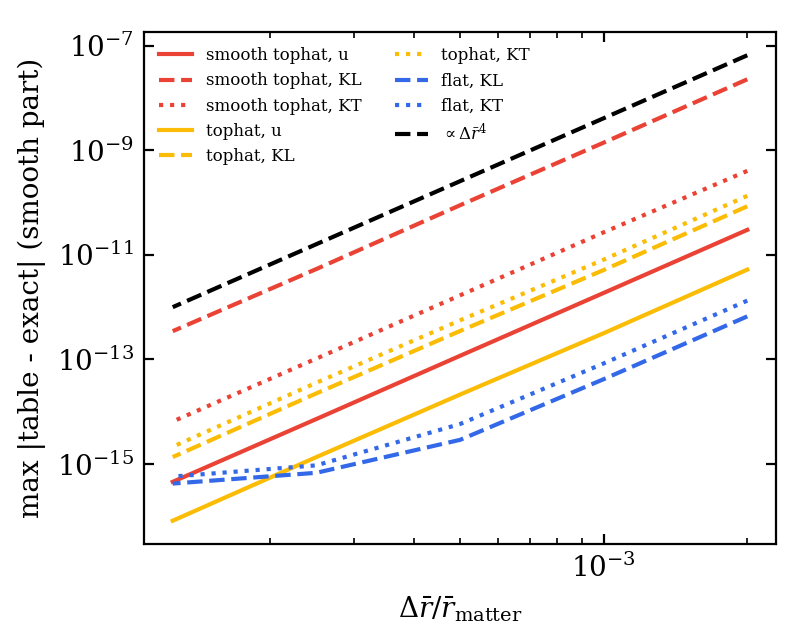 max |table - exact| (smooth part)
10⁻⁷
10⁻⁹
10⁻¹¹
10⁻¹³
10⁻¹⁵
smooth tophat, u
smooth tophat, KL
smooth tophat, KT
tophat, u
tophat, KL
tophat, KT
flat, KL
flat, KT
∝ Δr̄⁴
10⁻³
Δr̄/r̄matter